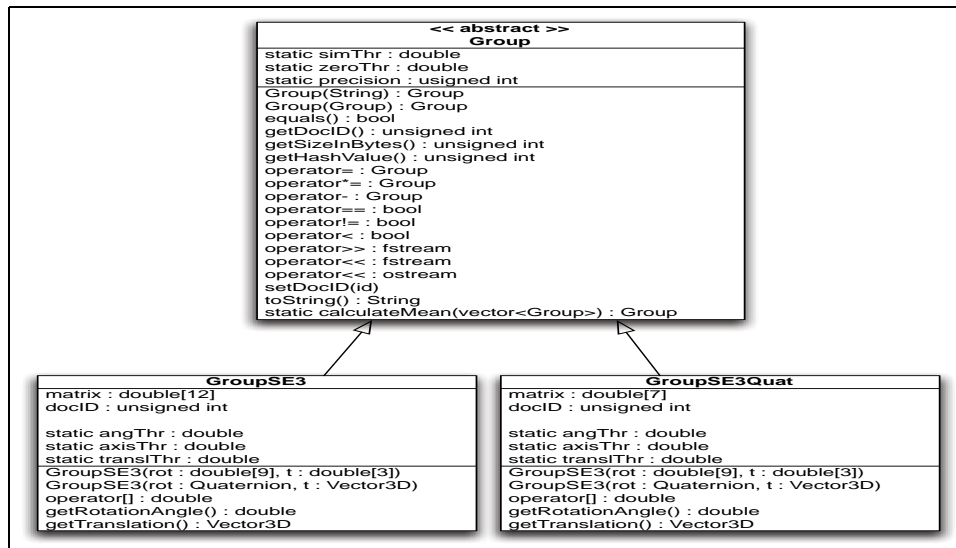 << abstract >>
Group
static simThr : double
static zeroThr : double
static precision : usigned int
Group(String) : Group
Group(Group) : Group
equals() : bool
getDocID() : unsigned int
getSizeInBytes() : unsigned int
getHashValue() : unsigned int
operator= : Group
operator*= : Group
operator- : Group
operator== : bool
operator!= : bool
operator< : bool
operator>> : fstream
operator<< : fstream
operator<< : ostream
setDocID(id)
toString() : String
static calculateMean(vector<Group>) : Group
GroupSE3
matrix : double[12]
docID : unsigned int
static angThr : double
static axisThr : double
static translThr : double
GroupSE3(rot : double[9], t : double[3])
GroupSE3(rot : Quaternion, t : Vector3D)
operator[] : double
getRotationAngle() : double
getTranslation() : Vector3D
GroupSE3Quat
matrix : double[7]
docID : unsigned int
static angThr : double
static axisThr : double
static translThr : double
GroupSE3(rot : double[9], t : double[3])
GroupSE3(rot : Quaternion, t : Vector3D)
operator[] : double
getRotationAngle() : double
getTranslation() : Vector3D